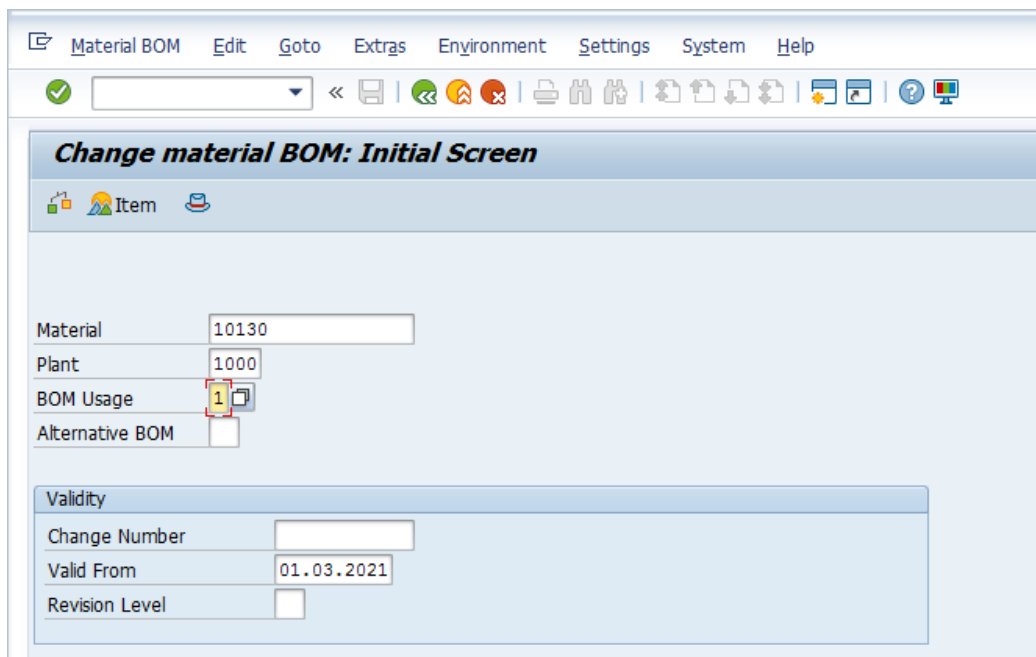 Material BOM Edit Goto Extras Environment Settings System Help
Change material BOM: Initial Screen
Item
Material 10130
Plant 1000
BOM Usage 1
Alternative BOM
Validity
Change Number
Valid From 01.03.2021
Revision Level